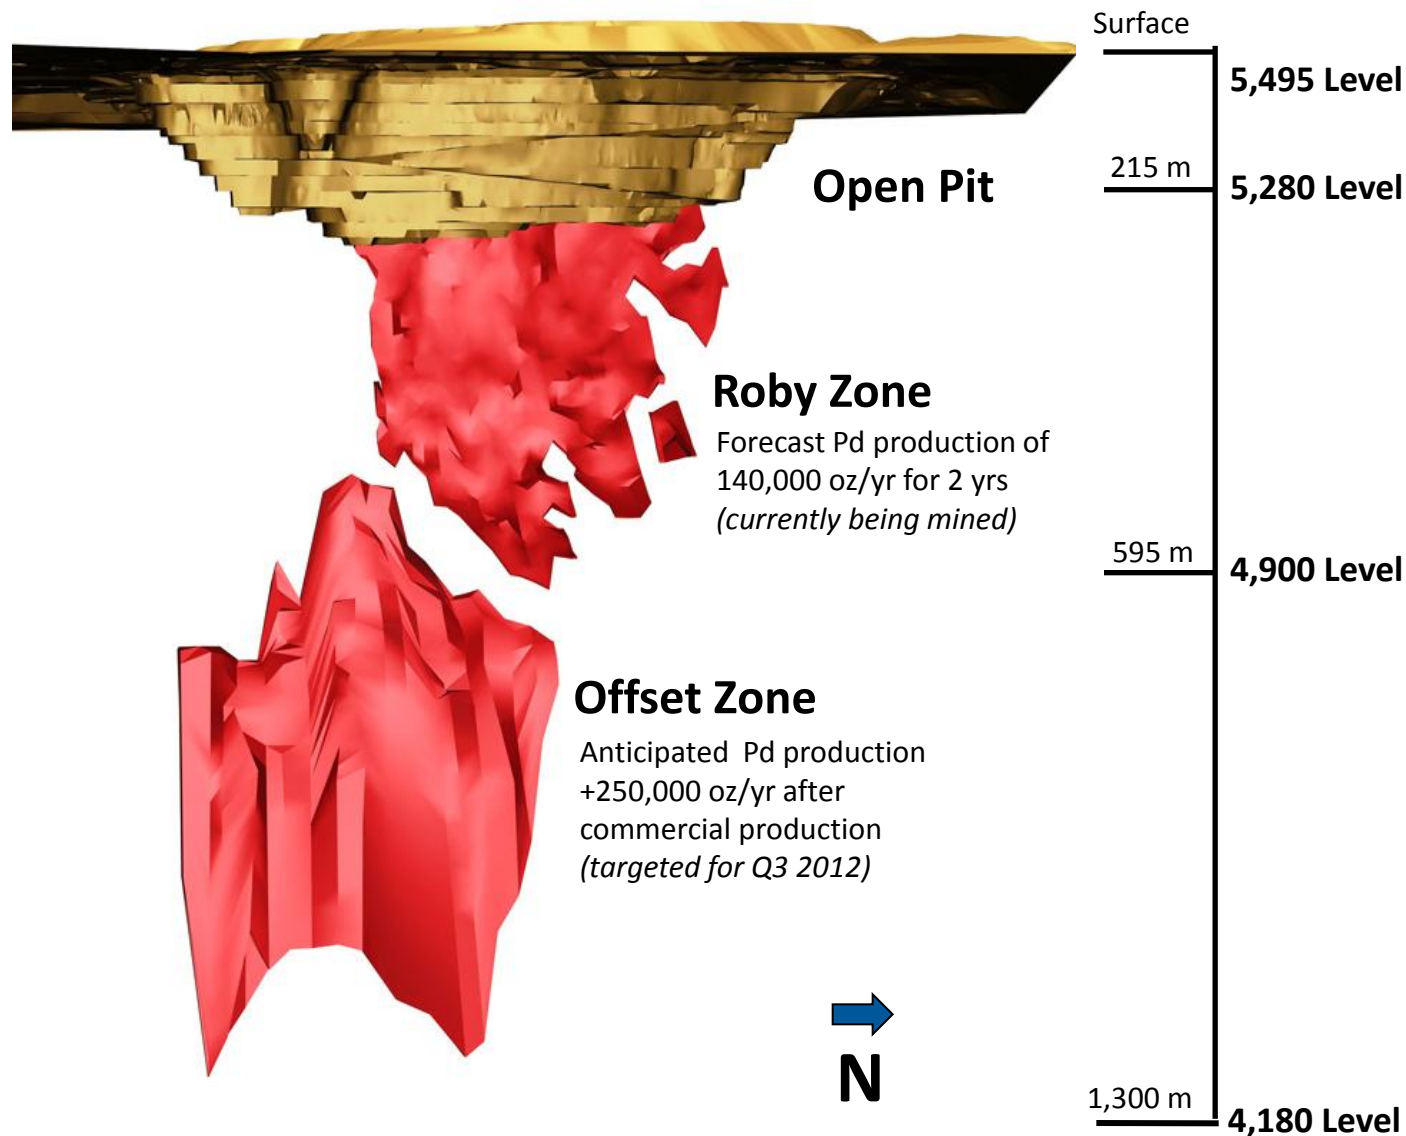 Surface
5,495 Level
215 m
5,280 Level
Open Pit
Roby Zone
Forecast Pd production of
140,000 oz/yr for 2 yrs
(currently being mined)
595 m
4,900 Level
Offset Zone
Anticipated  Pd production
+250,000 oz/yr after
commercial production
(targeted for Q3 2012)
N
1,300 m
4,180 Level